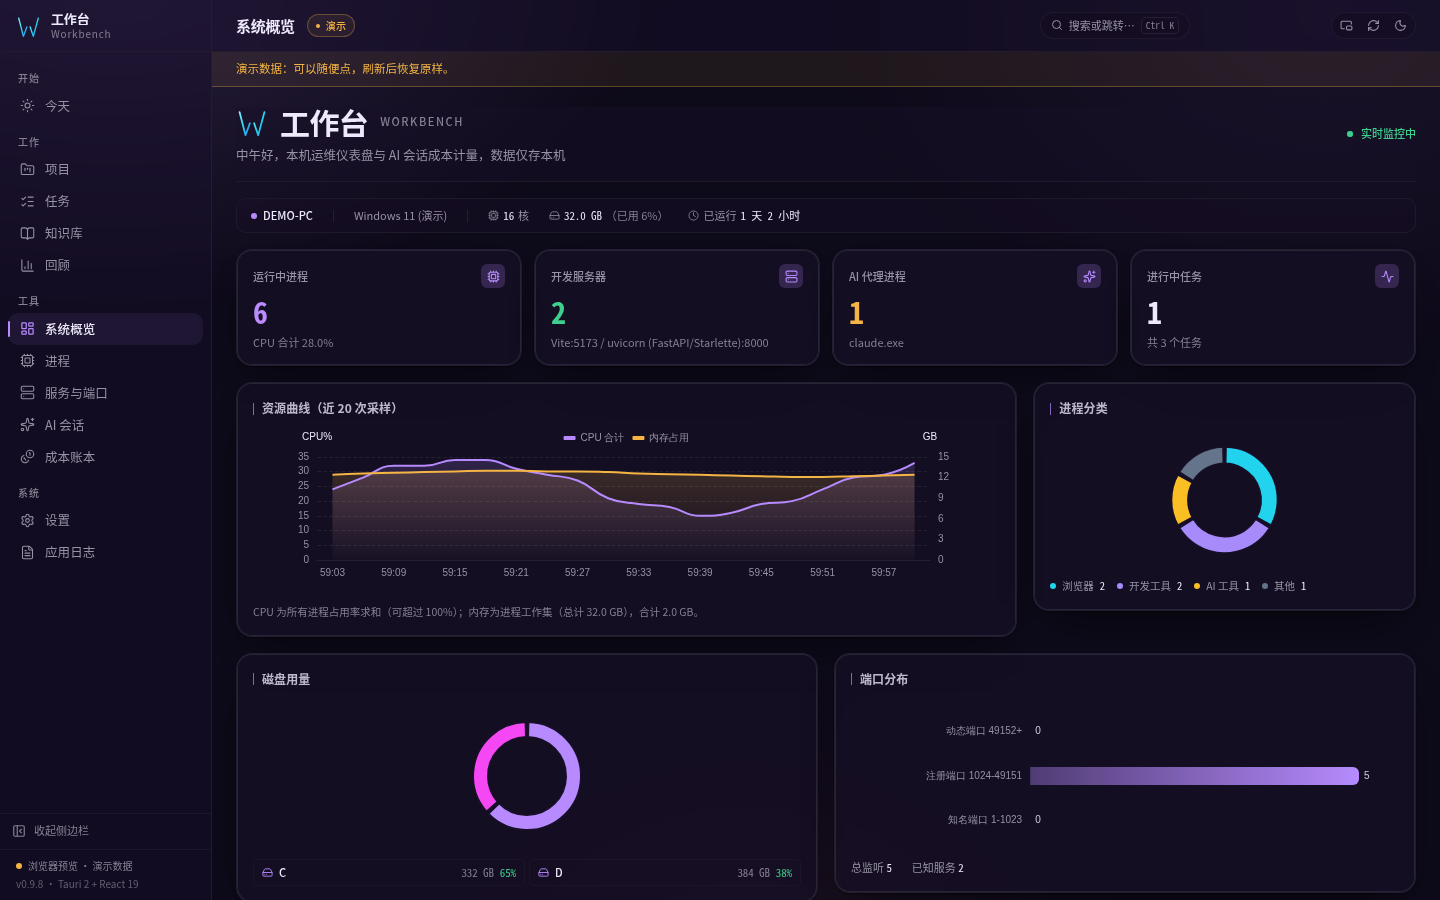 工作台
Workbench
开始
今天
工作
项目
任务
知识库
回顾
工具
系统概览
进程
服务与端口
AI 会话
成本账本
系统
设置
应用日志
收起侧边栏
浏览器预览 · 演示数据
v0.9.8 · Tauri 2 + React 19
系统概览 演示
搜索或跳转… Ctrl K
演示数据：可以随便点，刷新后恢复原样。
工作台 WORKBENCH
中午好，本机运维仪表盘与 AI 会话成本计量，数据仅存本机
实时监控中
DEMO-PC Windows 11 (演示) 16 核 32.0 GB （已用 6%） 已运行 1 天 2 小时
运行中进程
6
CPU 合计 28.0%
开发服务器
2
Vite:5173 / uvicorn (FastAPI/Starlette):8000
AI 代理进程
1
claude.exe
进行中任务
1
共 3 个任务
资源曲线（近 20 次采样）
CPU% CPU 合计 内存占用 GB
35 15
30 12
25
20 9
15 6
10
5 3
0 0
59:03 59:09 59:15 59:21 59:27 59:33 59:39 59:45 59:51 59:57
CPU 为所有进程占用率求和（可超过 100%）；内存为进程工作集（总计 32.0 GB），合计 2.0 GB。
进程分类
浏览器 2 开发工具 2 AI 工具 1 其他 1
磁盘用量
C 332 GB 65% D 384 GB 38%
端口分布
动态端口 49152+ 0
注册端口 1024-49151 5
知名端口 1-1023 0
总监听 5 已知服务 2